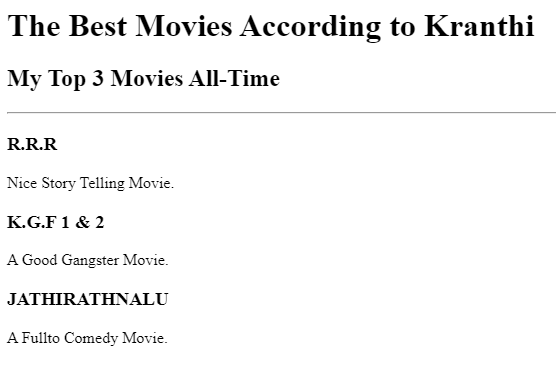 The Best Movies According to Kranthi
My Top 3 Movies All-Time
R.R.R
Nice Story Telling Movie.
K.G.F 1 & 2
A Good Gangster Movie.
JATHIRATHNALU
A Fullto Comedy Movie.